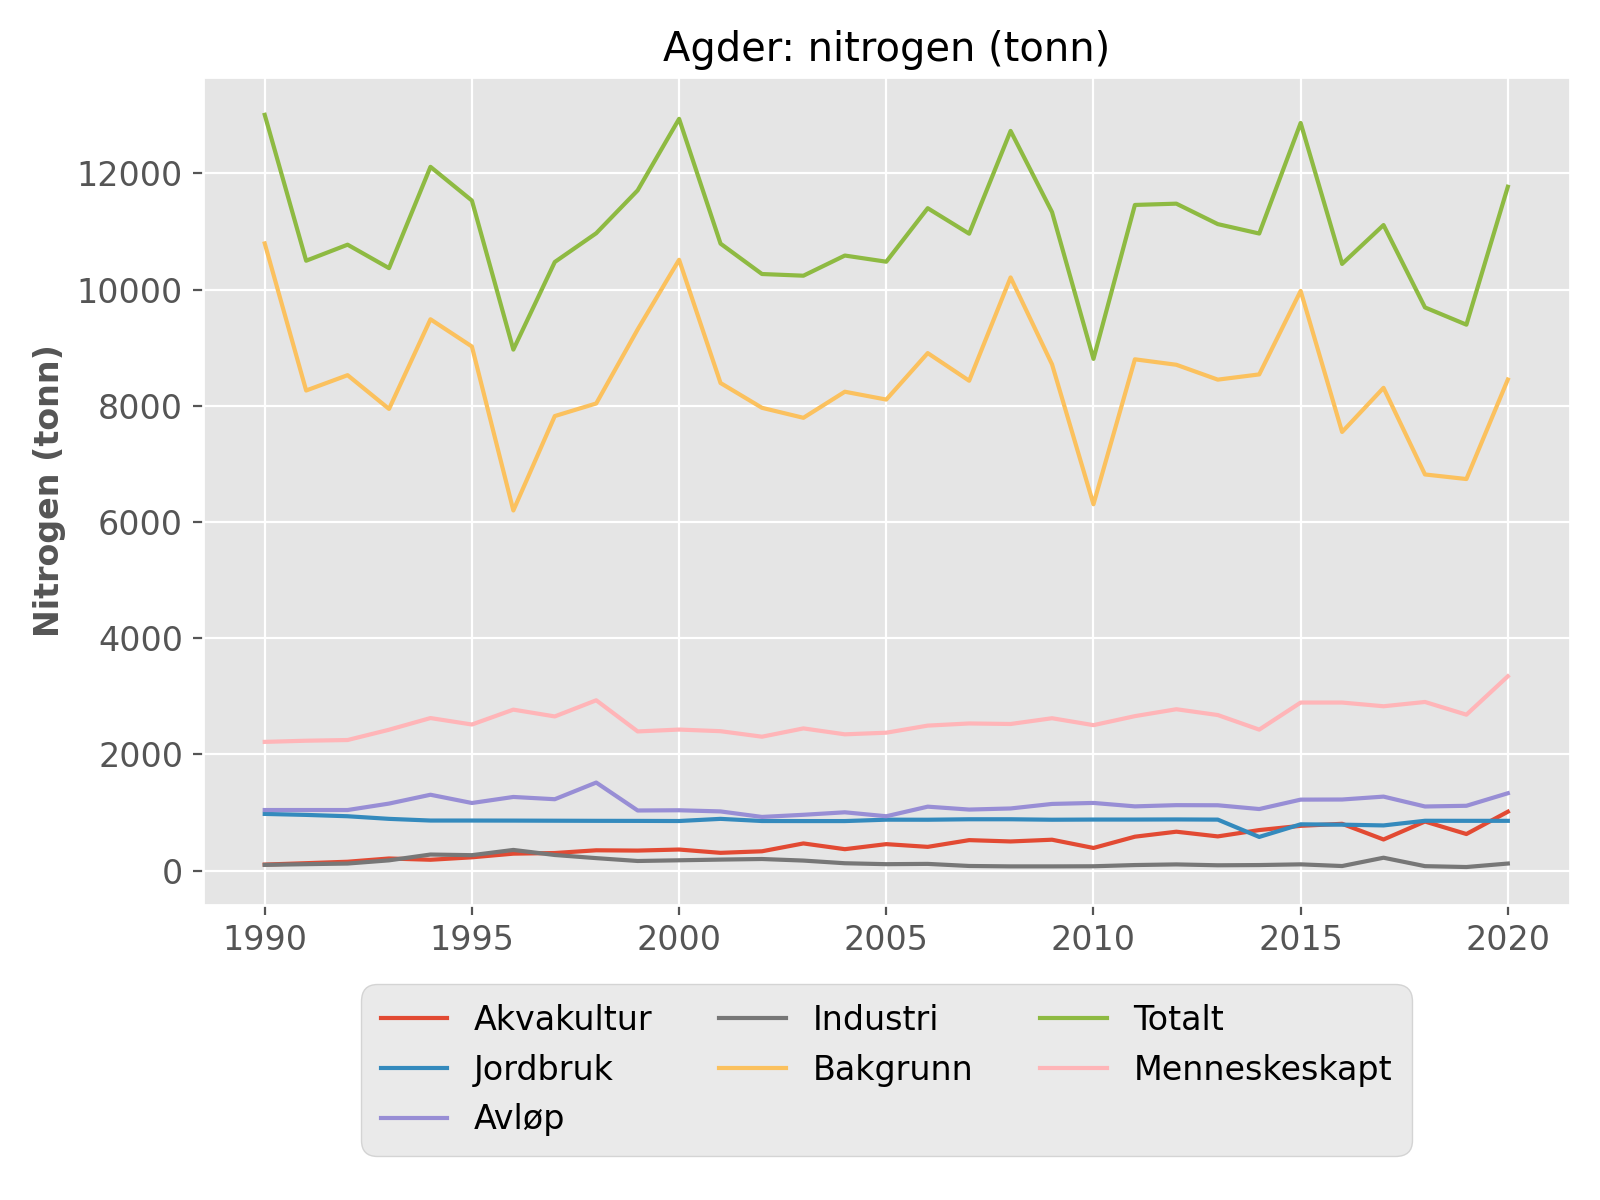 Agder: nitrogen (tonn)
Nitrogen (tonn)
12000
10000
8000
6000
4000
2000
0
1990 1995 2000 2005 2010 2015 2020
Akvakultur Industri Totalt
Jordbruk Bakgrunn Menneskeskapt
Avløp